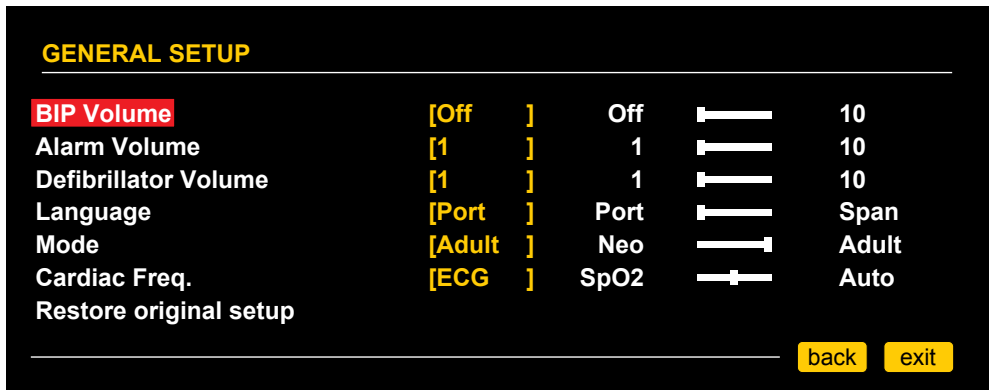 GENERAL SETUP
BIP Volume [Off ] Off 10
Alarm Volume [1 ] 1 10
Defibrillator Volume [1 ] 1 10
Language [Port ] Port Span
Mode [Adult ] Neo Adult
Cardiac Freq. [ECG ] SpO2 Auto
Restore original setup
back exit